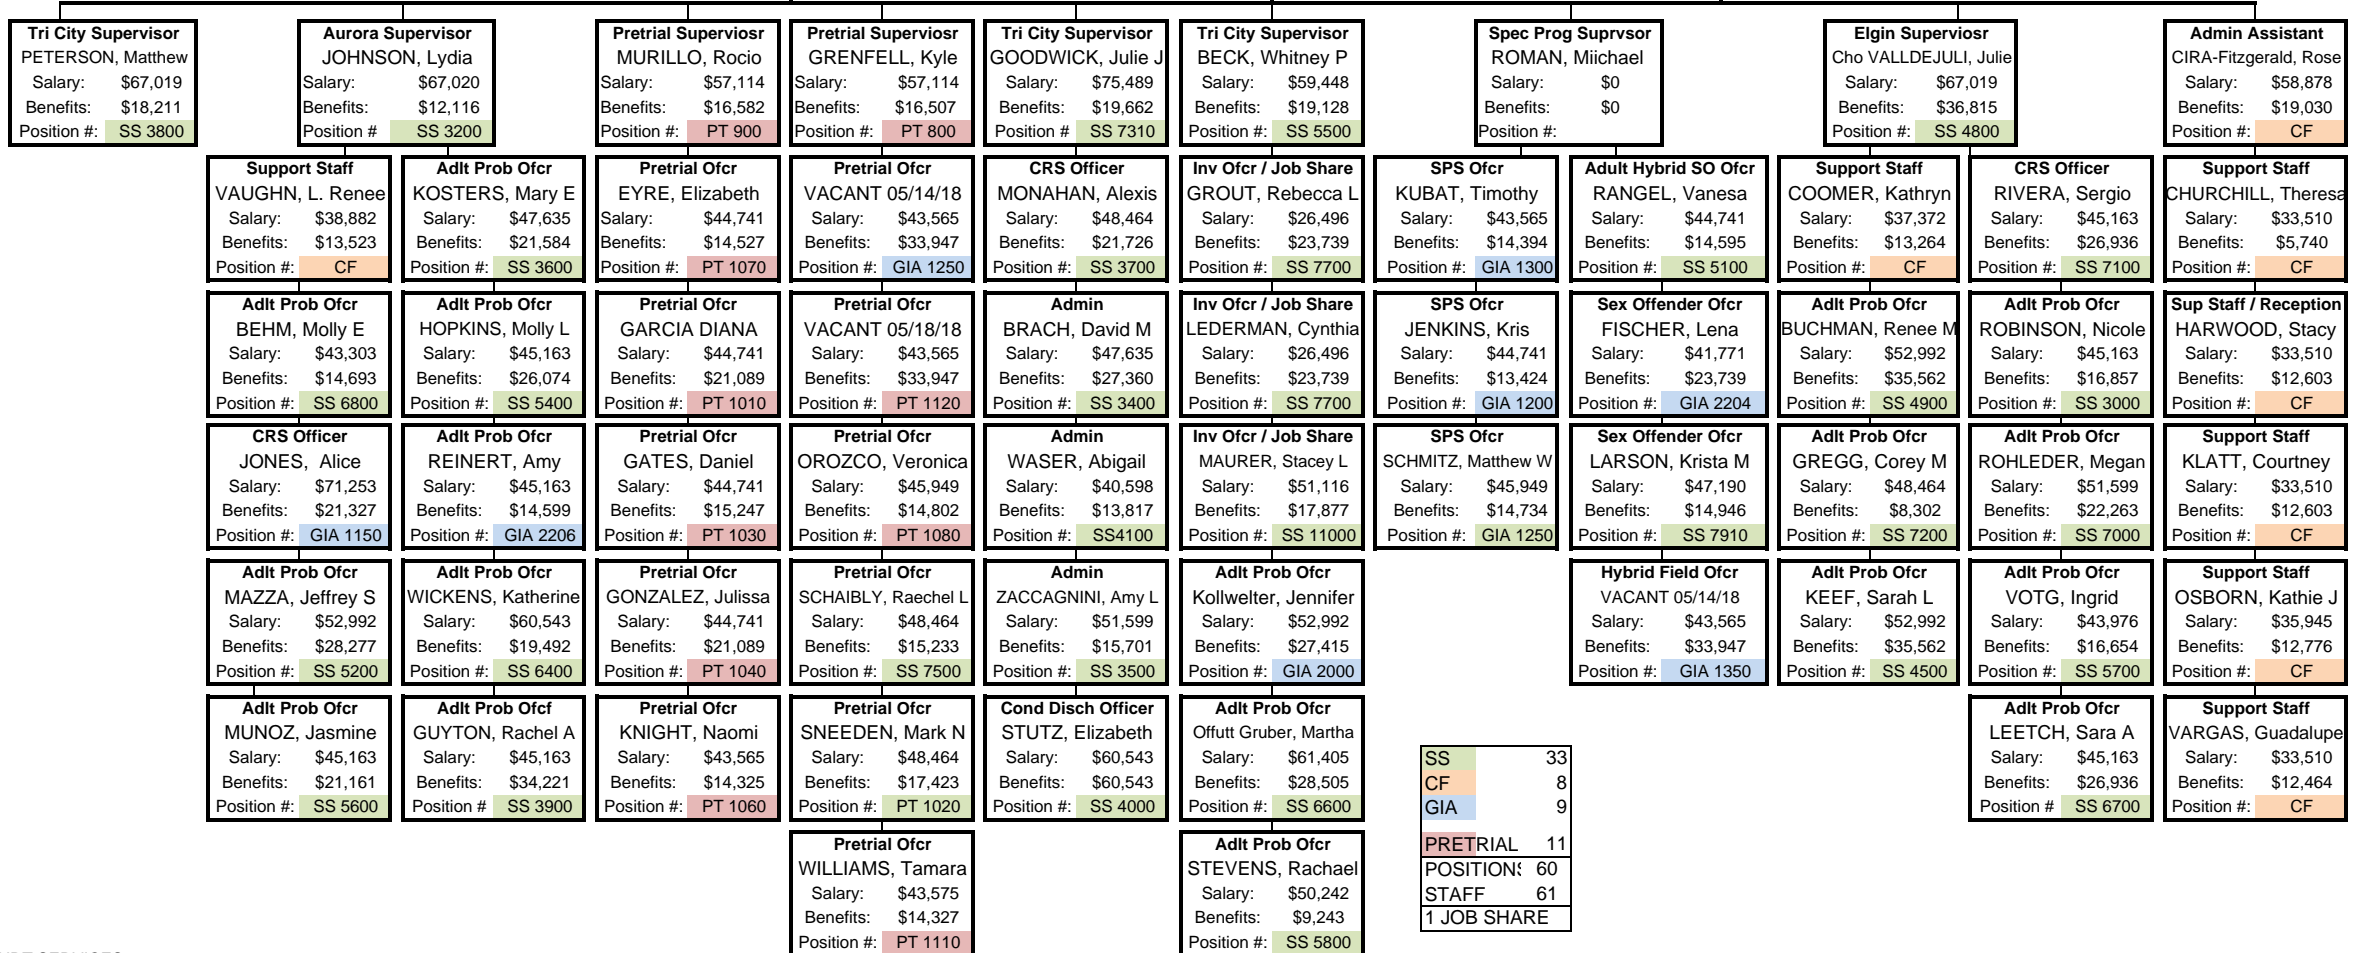 Tri City Supervisor
PETERSON, Matthew
Salary: $67,019
Benefits: $18,211
Position #: SS 3800
Aurora Supervisor
JOHNSON, Lydia
Salary: $67,020
Benefits: $12,116
Position # SS 3200
Pretrial Superviosr
MURILLO, Rocio
Salary: $57,114
Benefits: $16,582
Position #: PT 900
Pretrial Superviosr
GRENFELL, Kyle
Salary: $57,114
Benefits: $16,507
Position #: PT 800
Tri City Supervisor
GOODWICK, Julie J
Salary: $75,489
Benefits: $19,662
Position # SS 7310
Tri City Supervisor
BECK, Whitney P
Salary: $59,448
Benefits: $19,128
Position #: SS 5500
Spec Prog Suprvsor
ROMAN, Miichael
Salary: $0
Benefits: $0
Position #:
Elgin Superviosr
Cho VALLDEJULI, Julie
Salary: $67,019
Benefits: $36,815
Position #: SS 4800
Admin Assistant
CIRA-Fitzgerald, Rose
Salary: $58,878
Benefits: $19,030
Position #: CF
Support Staff
VAUGHN, L. Renee
Salary: $38,882
Benefits: $13,523
Position #: CF
Adlt Prob Ofcr
KOSTERS, Mary E
Salary: $47,635
Benefits: $21,584
Position #: SS 3600
Pretrial Ofcr
EYRE, Elizabeth
Salary: $44,741
Benefits: $14,527
Position #: PT 1070
Pretrial Ofcr
VACANT 05/14/18
Salary: $43,565
Benefits: $33,947
Position #: GIA 1250
CRS Officer
MONAHAN, Alexis
Salary: $48,464
Benefits: $21,726
Position #: SS 3700
Inv Ofcr / Job Share
GROUT, Rebecca L
Salary: $26,496
Benefits: $23,739
Position #: SS 7700
SPS Ofcr
KUBAT, Timothy
Salary: $43,565
Benefits: $14,394
Position #: GIA 1300
Adult Hybrid SO Ofcr
RANGEL, Vanesa
Salary: $44,741
Benefits: $14,595
Position #: SS 5100
Support Staff
COOMER, Kathryn
Salary: $37,372
Benefits: $13,264
Position #: CF
CRS Officer
RIVERA, Sergio
Salary: $45,163
Benefits: $26,936
Position #: SS 7100
Support Staff
CHURCHILL, Theresa
Salary: $33,510
Benefits: $5,740
Position #: CF
Adlt Prob Ofcr
BEHM, Molly E
Salary: $43,303
Benefits: $14,693
Position #: SS 6800
Adlt Prob Ofcr
HOPKINS, Molly L
Salary: $45,163
Benefits: $26,074
Position #: SS 5400
Pretrial Ofcr
GARCIA DIANA
Salary: $44,741
Benefits: $21,089
Position #: PT 1010
Pretrial Ofcr
VACANT 05/18/18
Salary: $43,565
Benefits: $33,947
Position #: PT 1120
Admin
BRACH, David M
Salary: $47,635
Benefits: $27,360
Position #: SS 3400
Inv Ofcr / Job Share
LEDERMAN, Cynthia
Salary: $26,496
Benefits: $23,739
Position #: SS 7700
SPS Ofcr
JENKINS, Kris
Salary: $44,741
Benefits: $13,424
Position #: GIA 1200
Sex Offender Ofcr
FISCHER, Lena
Salary: $41,771
Benefits: $23,739
Position #: GIA 2204
Adlt Prob Ofcr
BUCHMAN, Renee M
Salary: $52,992
Benefits: $35,562
Position #: SS 4900
Adlt Prob Ofcr
ROBINSON, Nicole
Salary: $45,163
Benefits: $16,857
Position #: SS 3000
Sup Staff / Reception
HARWOOD, Stacy
Salary: $33,510
Benefits: $12,603
Position #: CF
CRS Officer
JONES, Alice
Salary: $71,253
Benefits: $21,327
Position #: GIA 1150
Adlt Prob Ofcr
REINERT, Amy
Salary: $45,163
Benefits: $14,599
Position #: GIA 2206
Pretrial Ofcr
GATES, Daniel
Salary: $44,741
Benefits: $15,247
Position #: PT 1030
Pretrial Ofcr
OROZCO, Veronica
Salary: $45,949
Benefits: $14,802
Position #: PT 1080
Admin
WASER, Abigail
Salary: $40,598
Benefits: $13,817
Position #: SS4100
Inv Ofcr / Job Share
MAURER, Stacey L
Salary: $51,116
Benefits: $17,877
Position #: SS 11000
SPS Ofcr
SCHMITZ, Matthew W
Salary: $45,949
Benefits: $14,734
Position #: GIA 1250
Sex Offender Ofcr
LARSON, Krista M
Salary: $47,190
Benefits: $14,946
Position #: SS 7910
Adlt Prob Ofcr
GREGG, Corey M
Salary: $48,464
Benefits: $8,302
Position #: SS 7200
Adlt Prob Ofcr
ROHLEDER, Megan
Salary: $51,599
Benefits: $22,263
Position #: SS 7000
Support Staff
KLATT, Courtney
Salary: $33,510
Benefits: $12,603
Position #: CF
Adlt Prob Ofcr
MAZZA, Jeffrey S
Salary: $52,992
Benefits: $28,277
Position #: SS 5200
Adlt Prob Ofcr
WICKENS, Katherine
Salary: $60,543
Benefits: $19,492
Position #: SS 6400
Pretrial Ofcr
GONZALEZ, Julissa
Salary: $44,741
Benefits: $21,089
Position #: PT 1040
Pretrial Ofcr
SCHAIBLY, Raechel L
Salary: $48,464
Benefits: $15,233
Position #: SS 7500
Admin
ZACCAGNINI, Amy L
Salary: $51,599
Benefits: $15,701
Position #: SS 3500
Adlt Prob Ofcr
Kollwelter, Jennifer
Salary: $52,992
Benefits: $27,415
Position #: GIA 2000
Hybrid Field Ofcr
VACANT 05/14/18
Salary: $43,565
Benefits: $33,947
Position #: GIA 1350
Adlt Prob Ofcr
KEEF, Sarah L
Salary: $52,992
Benefits: $35,562
Position #: SS 4500
Adlt Prob Ofcr
VOTG, Ingrid
Salary: $43,976
Benefits: $16,654
Position #: SS 5700
Support Staff
OSBORN, Kathie J
Salary: $35,945
Benefits: $12,776
Position #: CF
Adlt Prob Ofcr
MUNOZ, Jasmine
Salary: $45,163
Benefits: $21,161
Position #: SS 5600
Adlt Prob Ofcf
GUYTON, Rachel A
Salary: $45,163
Benefits: $34,221
Position # SS 3900
Pretrial Ofcr
KNIGHT, Naomi
Salary: $43,565
Benefits: $14,325
Position #: PT 1060
Pretrial Ofcr
SNEEDEN, Mark N
Salary: $48,464
Benefits: $17,423
Position #: PT 1020
Cond Disch Officer
STUTZ, Elizabeth
Salary: $60,543
Benefits: $60,543
Position #: SS 4000
Adlt Prob Ofcr
Offutt Gruber, Martha
Salary: $61,405
Benefits: $28,505
Position #: SS 6600
Adlt Prob Ofcr
LEETCH, Sara A
Salary: $45,163
Benefits: $26,936
Position # SS 6700
Support Staff
VARGAS, Guadalupe
Salary: $33,510
Benefits: $12,464
Position #: CF
SS 33
CF 8
GIA 9
PRETRIAL 11
POSITIONS 60
STAFF 61
1 JOB SHARE
Pretrial Ofcr
WILLIAMS, Tamara
Salary: $43,575
Benefits: $14,327
Position #: PT 1110
Adlt Prob Ofcr
STEVENS, Rachael
Salary: $50,242
Benefits: $9,243
Position #: SS 5800